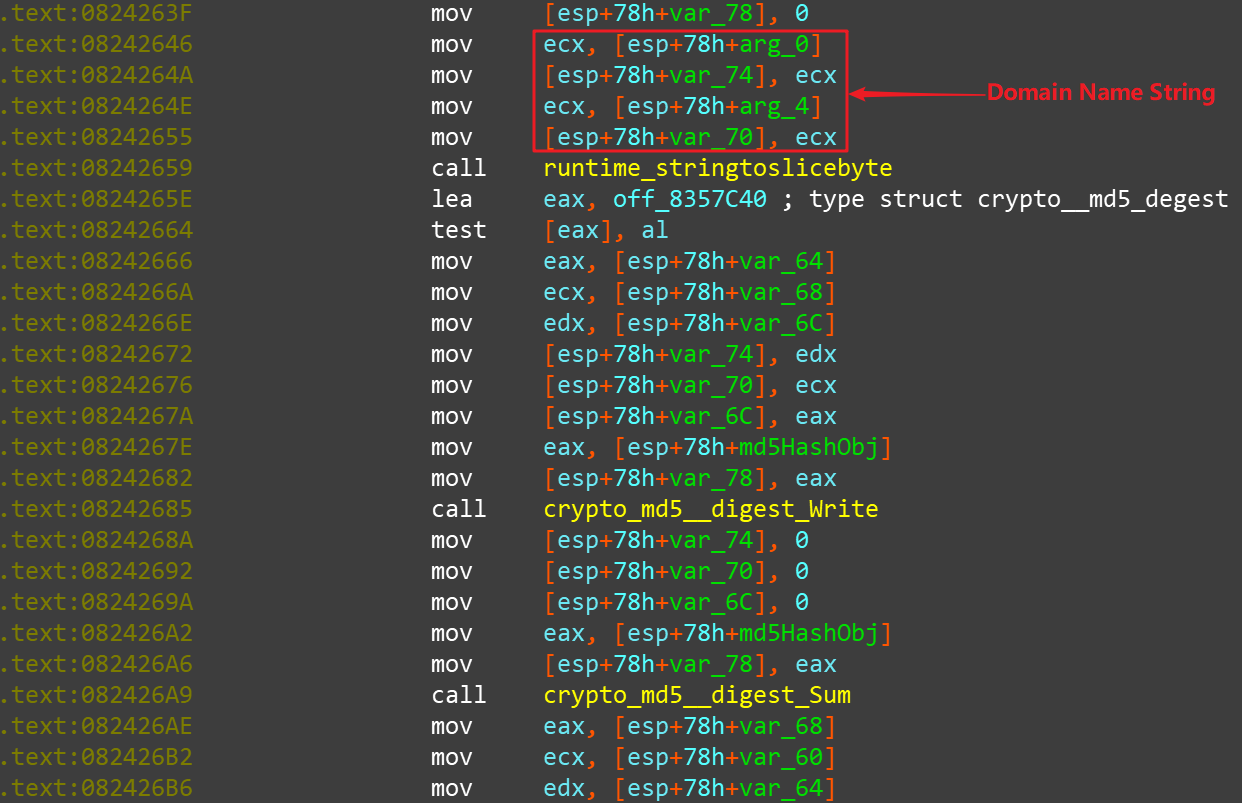 .text:0824263F mov [esp+78h+var_78], 0
.text:08242646 mov ecx, [esp+78h+arg_0]
.text:0824264A mov [esp+78h+var_74], ecx
.text:0824264E mov ecx, [esp+78h+arg_4]
Domain Name String
.text:08242655 mov [esp+78h+var_70], ecx
.text:08242659 call runtime_stringtoslicebyte
.text:0824265E lea eax, off_8357C40 ; type struct crypto__md5_degest
.text:08242664 test [eax], al
.text:08242666 mov eax, [esp+78h+var_64]
.text:0824266A mov ecx, [esp+78h+var_68]
.text:0824266E mov edx, [esp+78h+var_6C]
.text:08242672 mov [esp+78h+var_74], edx
.text:08242676 mov [esp+78h+var_70], ecx
.text:0824267A mov [esp+78h+var_6C], eax
.text:0824267E mov eax, [esp+78h+md5HashObj]
.text:08242682 mov [esp+78h+var_78], eax
.text:08242685 call crypto_md5__digest_Write
.text:0824268A mov [esp+78h+var_74], 0
.text:08242692 mov [esp+78h+var_70], 0
.text:0824269A mov [esp+78h+var_6C], 0
.text:082426A2 mov eax, [esp+78h+md5HashObj]
.text:082426A6 mov [esp+78h+var_78], eax
.text:082426A9 call crypto_md5__digest_Sum
.text:082426AE mov eax, [esp+78h+var_68]
.text:082426B2 mov ecx, [esp+78h+var_60]
.text:082426B6 mov edx, [esp+78h+var_64]